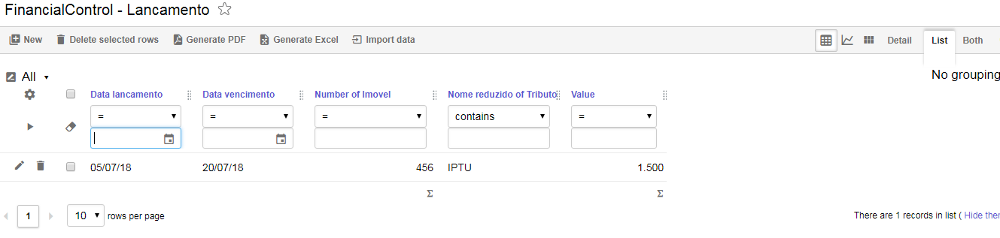 FinancialControl - Lancamento
New Delete selected rows Generate PDF Generate Excel Import data Detail List Both
No grouping
All
Data lancamento Data vencimento Number of Imovel Nome reduzido of Tributo Value
= = = contains =
05/07/18 20/07/18 456 IPTU 1.500
Σ Σ
1 10 rows per page There are 1 records in list ( Hide ther